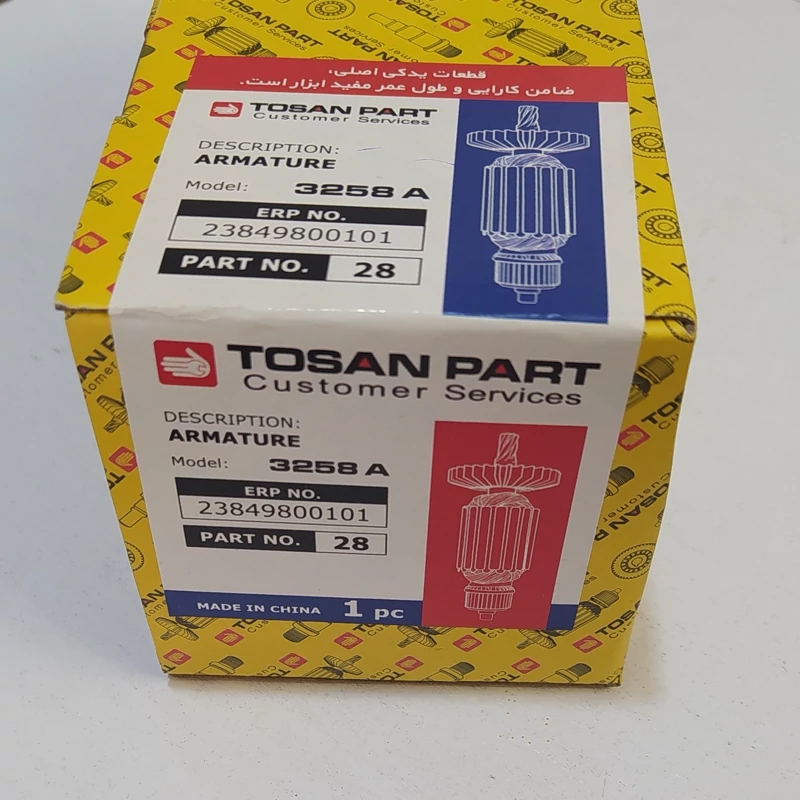 قطعات یدکی اصلی،
ضامن کارایی و طول عمر مفید ابزار است.
TOSAN PART
Customer Services
DESCRIPTION:
ARMATURE
Model: 3258 A
ERP NO.
23849800101
PART NO. 28
TOSAN PART
Customer Services
DESCRIPTION:
ARMATURE
Model: 3258 A
ERP NO.
23849800101
PART NO. 28
MADE IN CHINA 1 pc